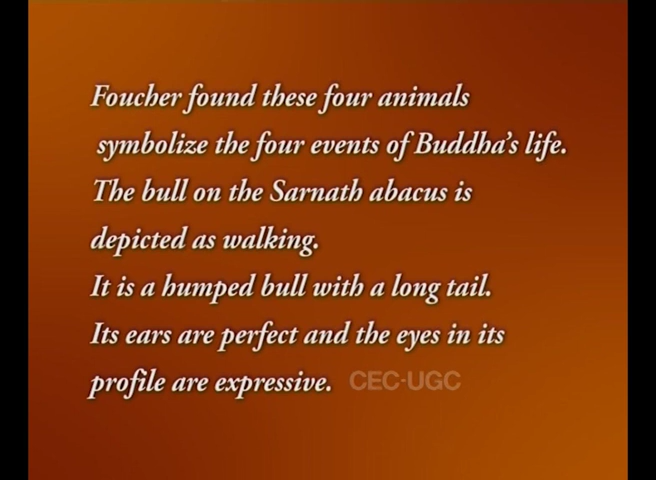 Foucher found these four animals
symbolize the four events of Buddha's life.
The bull on the Sarnath abacus is
depicted as walking.
It is a humped bull with a long tail.
Its ears are perfect and the eyes in its
profile are expressive. CEC-UGC